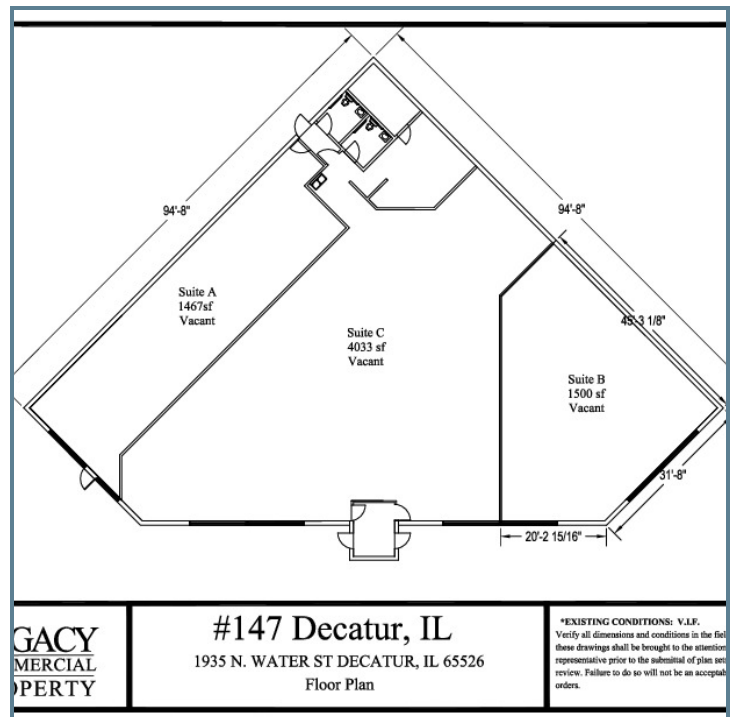 94'-8"
94'-8"
Suite A
1467sf
Vacant
Suite C
4033 sf
Vacant
45'-3 1/8"
Suite B
1500 sf
Vacant
31'-8"
20'-2 15/16"
GACY
MERCIAL
OPERTY
#147 Decatur, IL
1935 N. WATER ST DECATUR, IL 65526
Floor Plan
*EXISTING CONDITIONS: V.I.F.
Verify all dimensions and conditions in the fiel
these drawings shall be brought to the attention
representative prior to the submittal of plan sets
review. Failure to do so will not be an acceptab
orders.